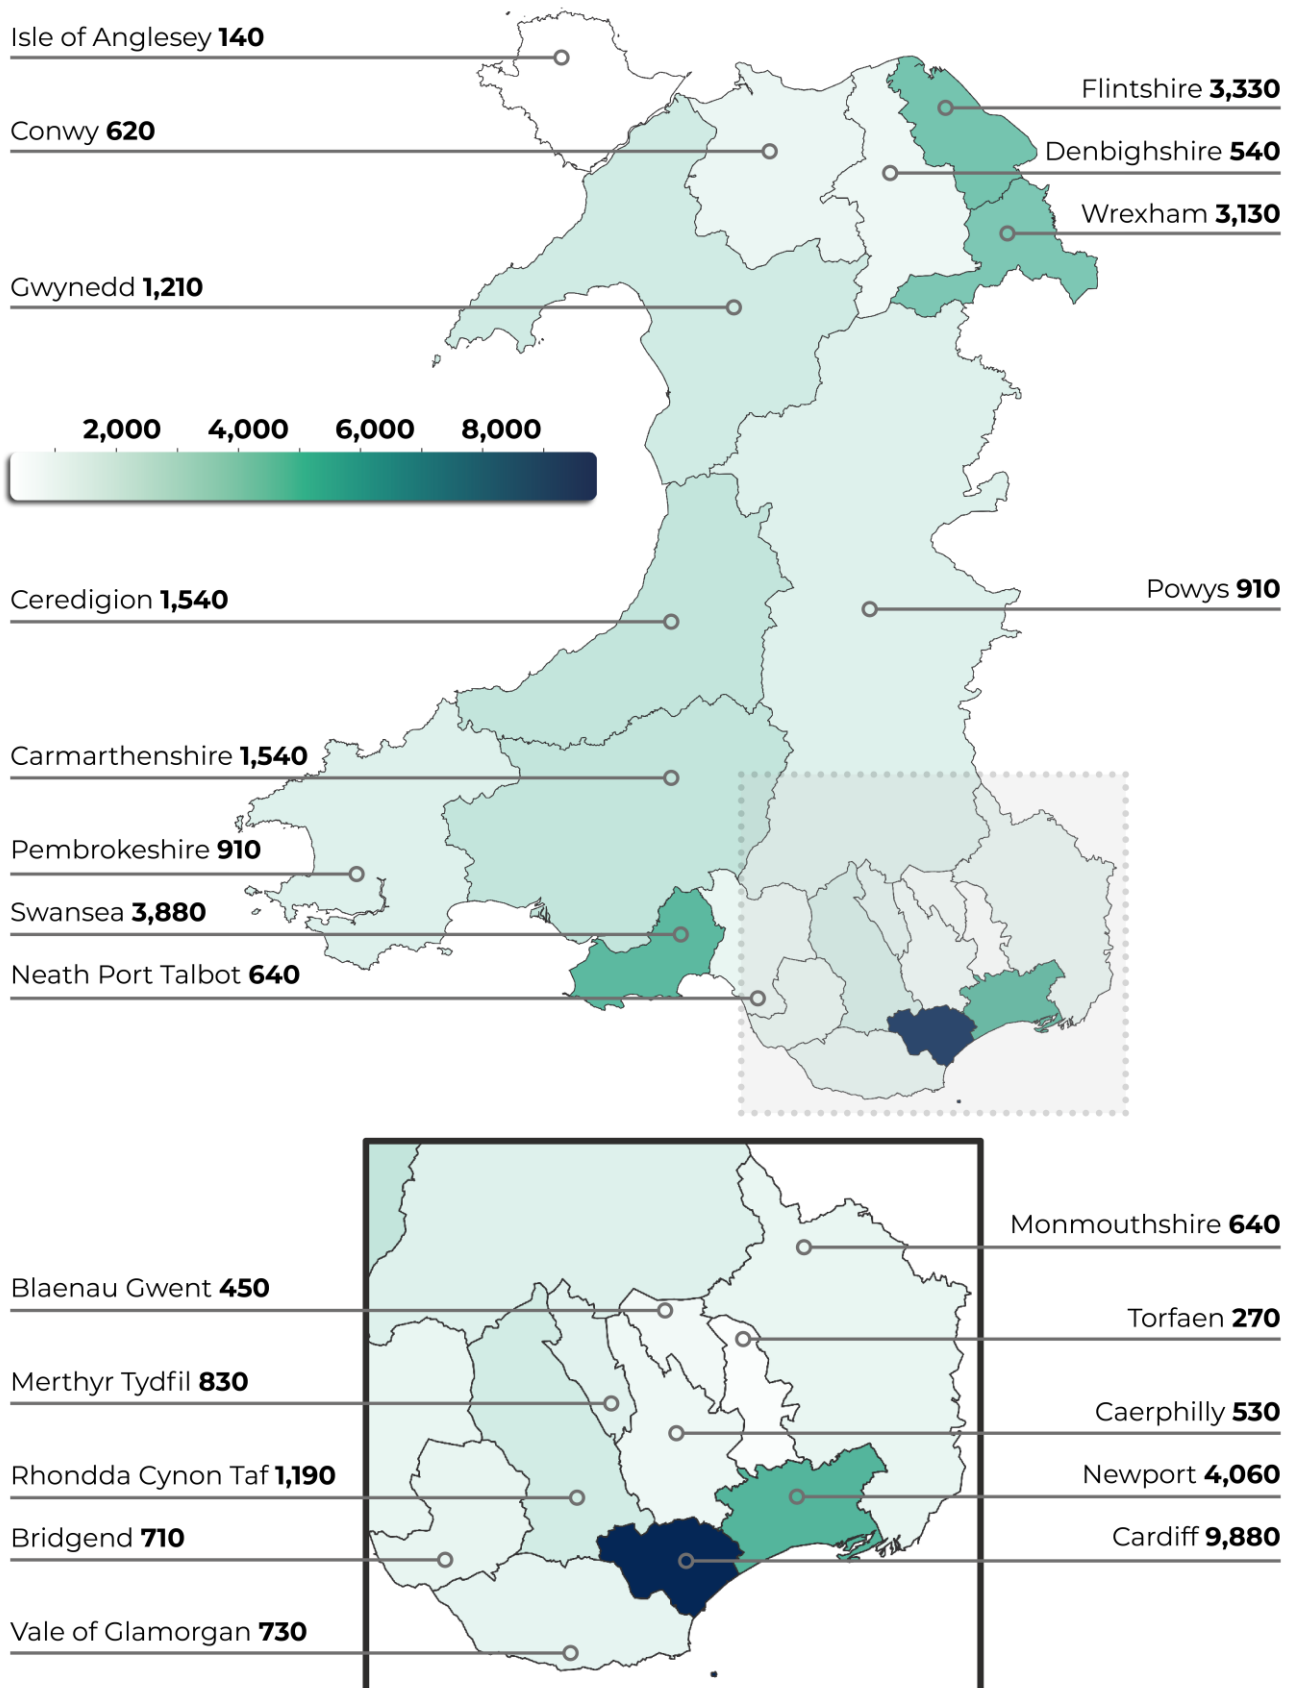 Isle of Anglesey 140
Flintshire 3,330
Conwy 620
Denbighshire 540
Wrexham 3,130
Gwynedd 1,210
2,000 4,000 6,000 8,000
Ceredigion 1,540
Powys 910
Carmarthenshire 1,540
Pembrokeshire 910
Swansea 3,880
Neath Port Talbot 640
Monmouthshire 640
Blaenau Gwent 450
Torfaen 270
Merthyr Tydfil 830
Caerphilly 530
Rhondda Cynon Taf 1,190
Newport 4,060
Bridgend 710
Cardiff 9,880
Vale of Glamorgan 730